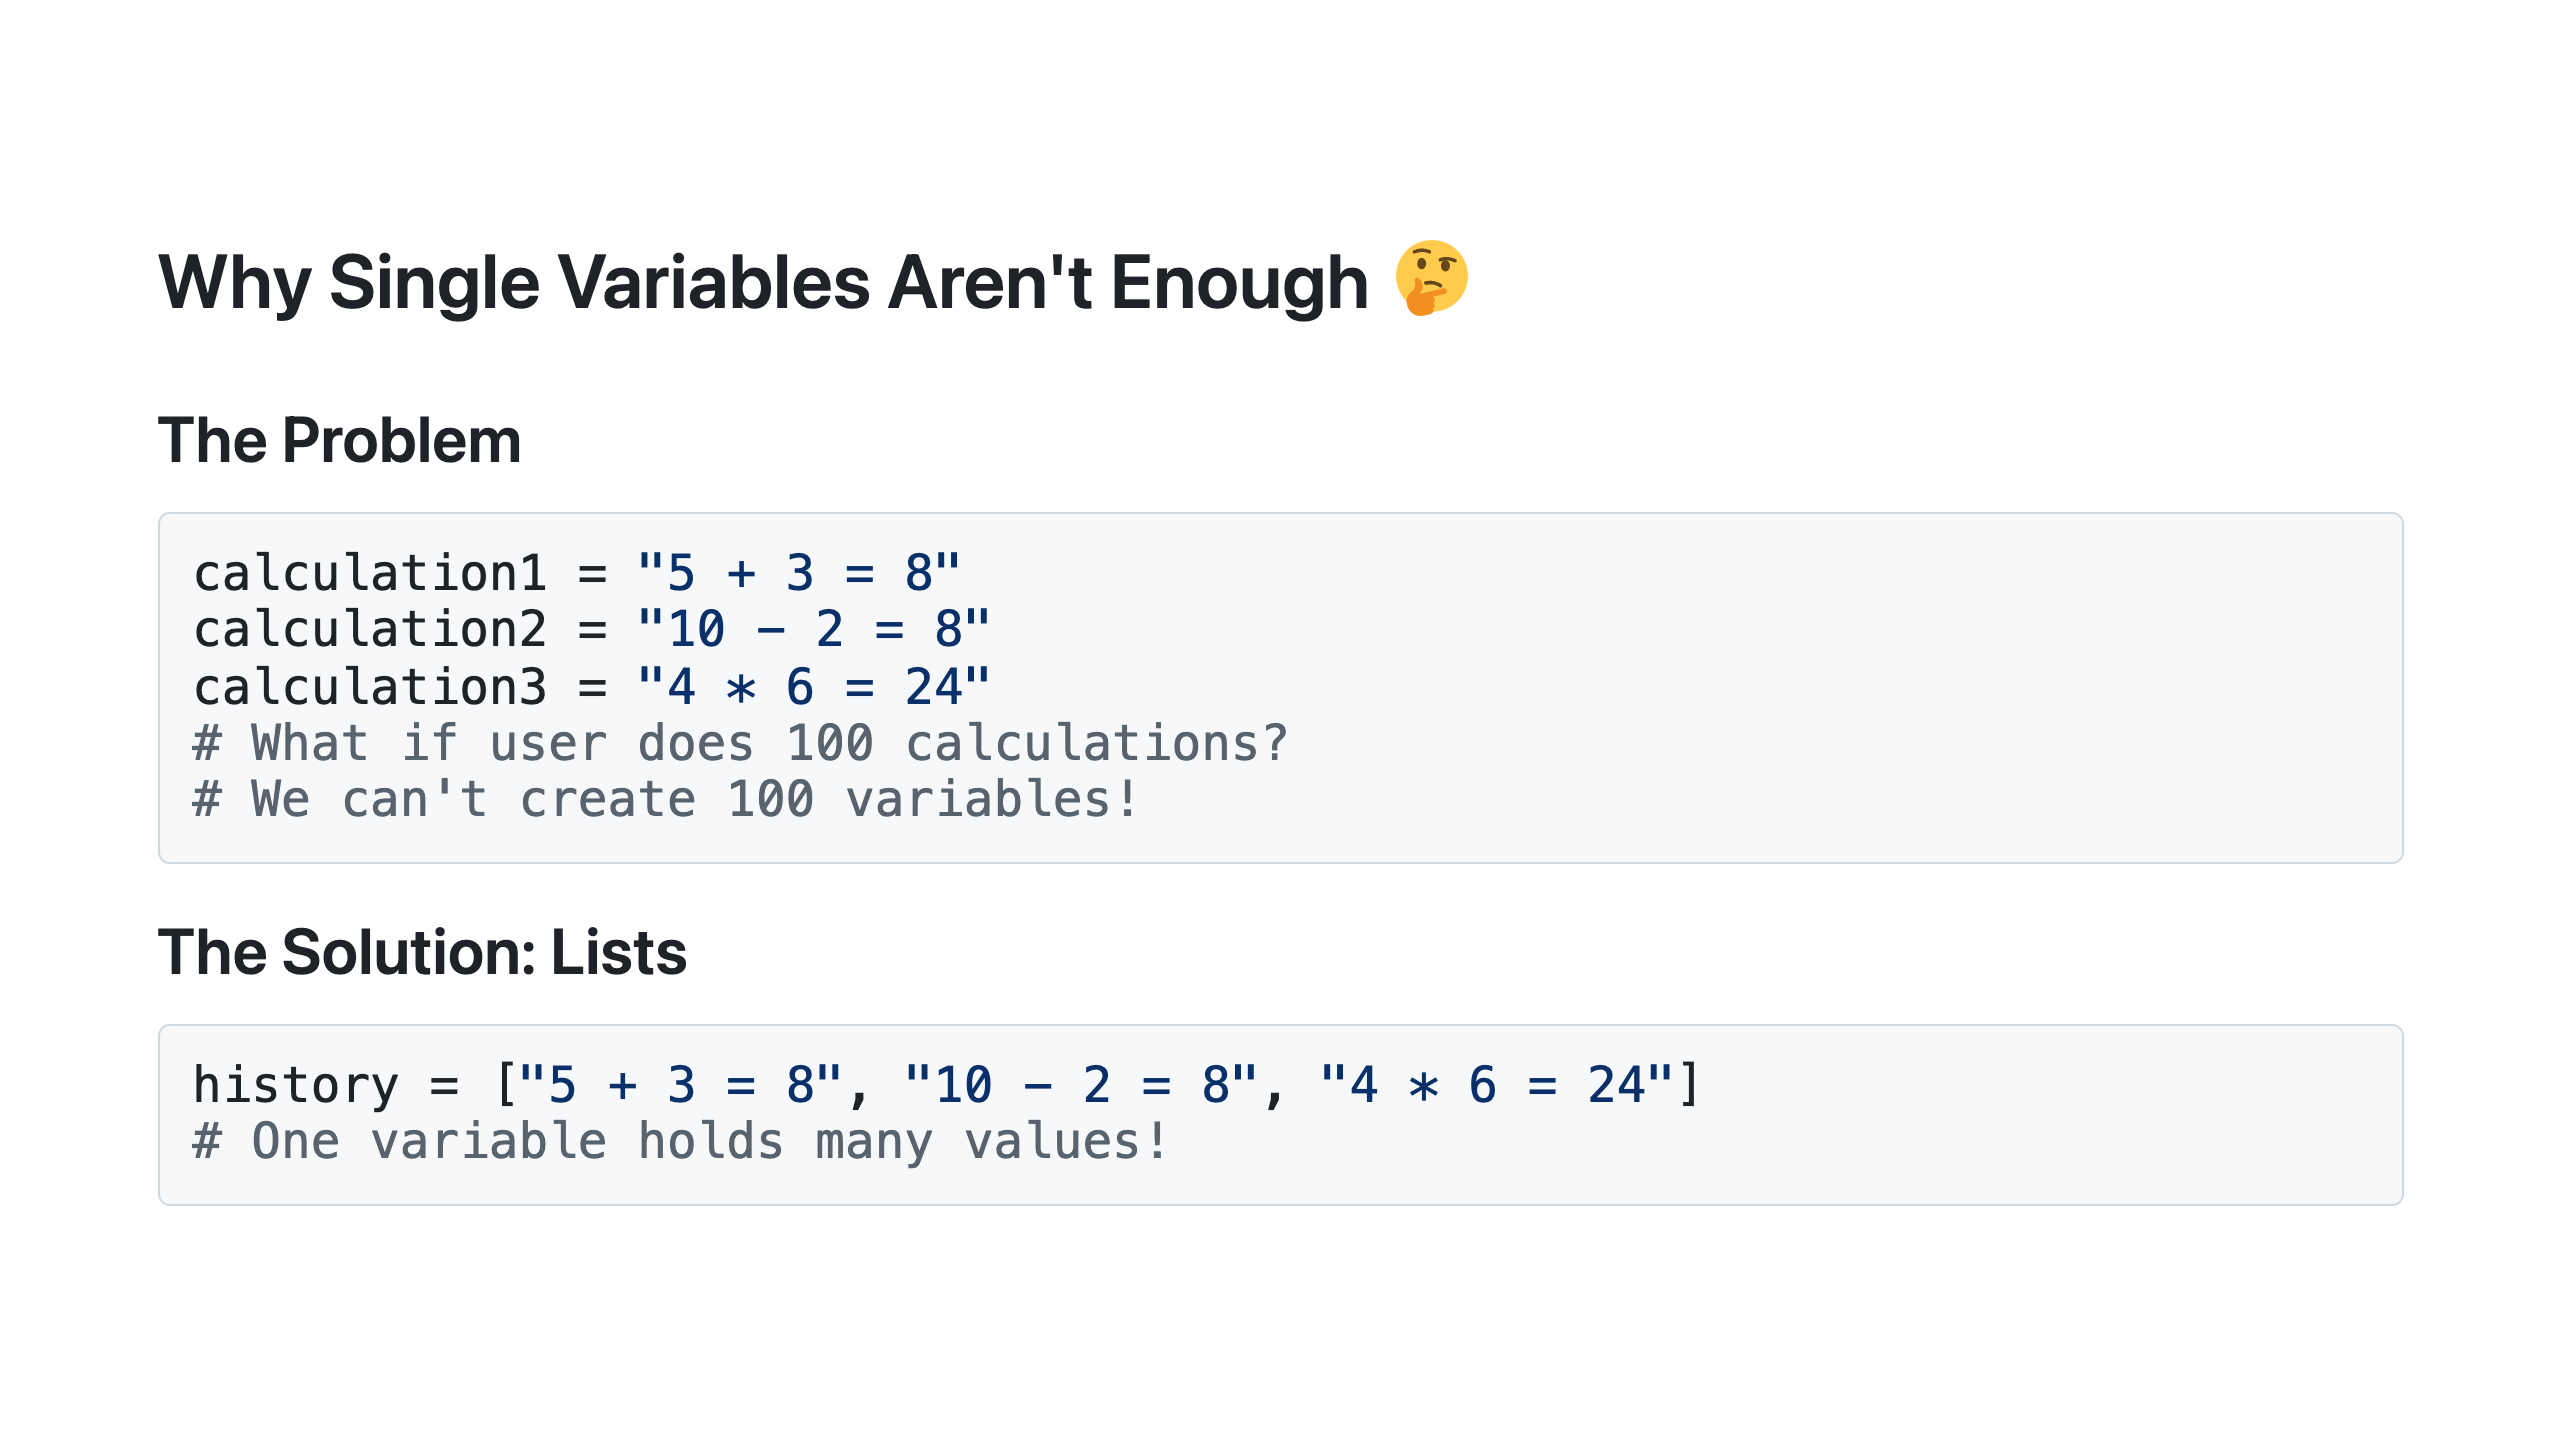 Why Single Variables Aren't Enough 🤔
The Problem
calculation1 = "5 + 3 = 8"
calculation2 = "10 - 2 = 8"
calculation3 = "4 * 6 = 24"
# What if user does 100 calculations?
# We can't create 100 variables!
The Solution: Lists
history = ["5 + 3 = 8", "10 - 2 = 8", "4 * 6 = 24"]
# One variable holds many values!